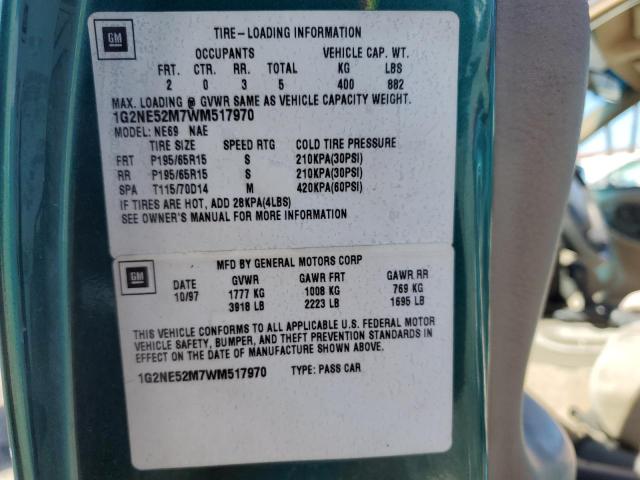 GM
TIRE-LOADING INFORMATION
OCCUPANTS VEHICLE CAP. WT.
FRT. CTR. RR. TOTAL KG LBS
2 0 3 5 400 882
MAX. LOADING @ GVWR SAME AS VEHICLE CAPACITY WEIGHT.
1G2NE52M7WM517970
MODEL: NE69 NAE
TIRE SIZE SPEED RTG COLD TIRE PRESSURE
FRT P195/65R15 S 210KPA(30PSI)
RR P195/65R15 S 210KPA(30PSI)
SPA T115/70D14 M 420KPA(60PSI)
IF TIRES ARE HOT, ADD 28KPA(4LBS)
SEE OWNER'S MANUAL FOR MORE INFORMATION
GM
MFD BY GENERAL MOTORS CORP
DATE GVWR GAWR FRT GAWR RR
10/97 1777 KG 1008 KG 769 KG
3918 LB 2223 LB 1695 LB
THIS VEHICLE CONFORMS TO ALL APPLICABLE U.S. FEDERAL MOTOR
VEHICLE SAFETY, BUMPER, AND THEFT PREVENTION STANDARDS IN
EFFECT ON THE DATE OF MANUFACTURE SHOWN ABOVE.
1G2NE52M7WM517970 TYPE: PASS CAR